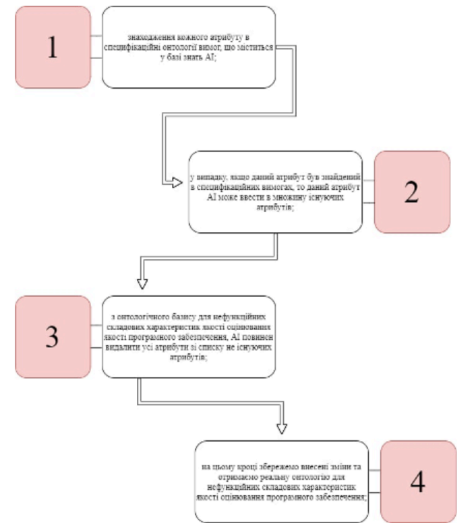 1
знаходження кожного атрибуту в
специфікаційні онтології вимог, що міститься
у базі знать АІ;
у випадку, якщо даний атрибут був знайдений
в специфікаційних вимогах, то даний атрибут
АІ може ввести в множину існуючих
атрибутів;
2
3
з онтологічного базису для нефункційних
складових характеристик якості оцінювання
якості програмного забезпечення, АІ повинен
видалити усі атрибути зі списку не існуючих
атрибутів;
на цьому кроці збережемо внесені зміни та
отримаємо реальну онтологію для
нефункційних складових характеристик
якості оцінювання програмного забезпечення;
4